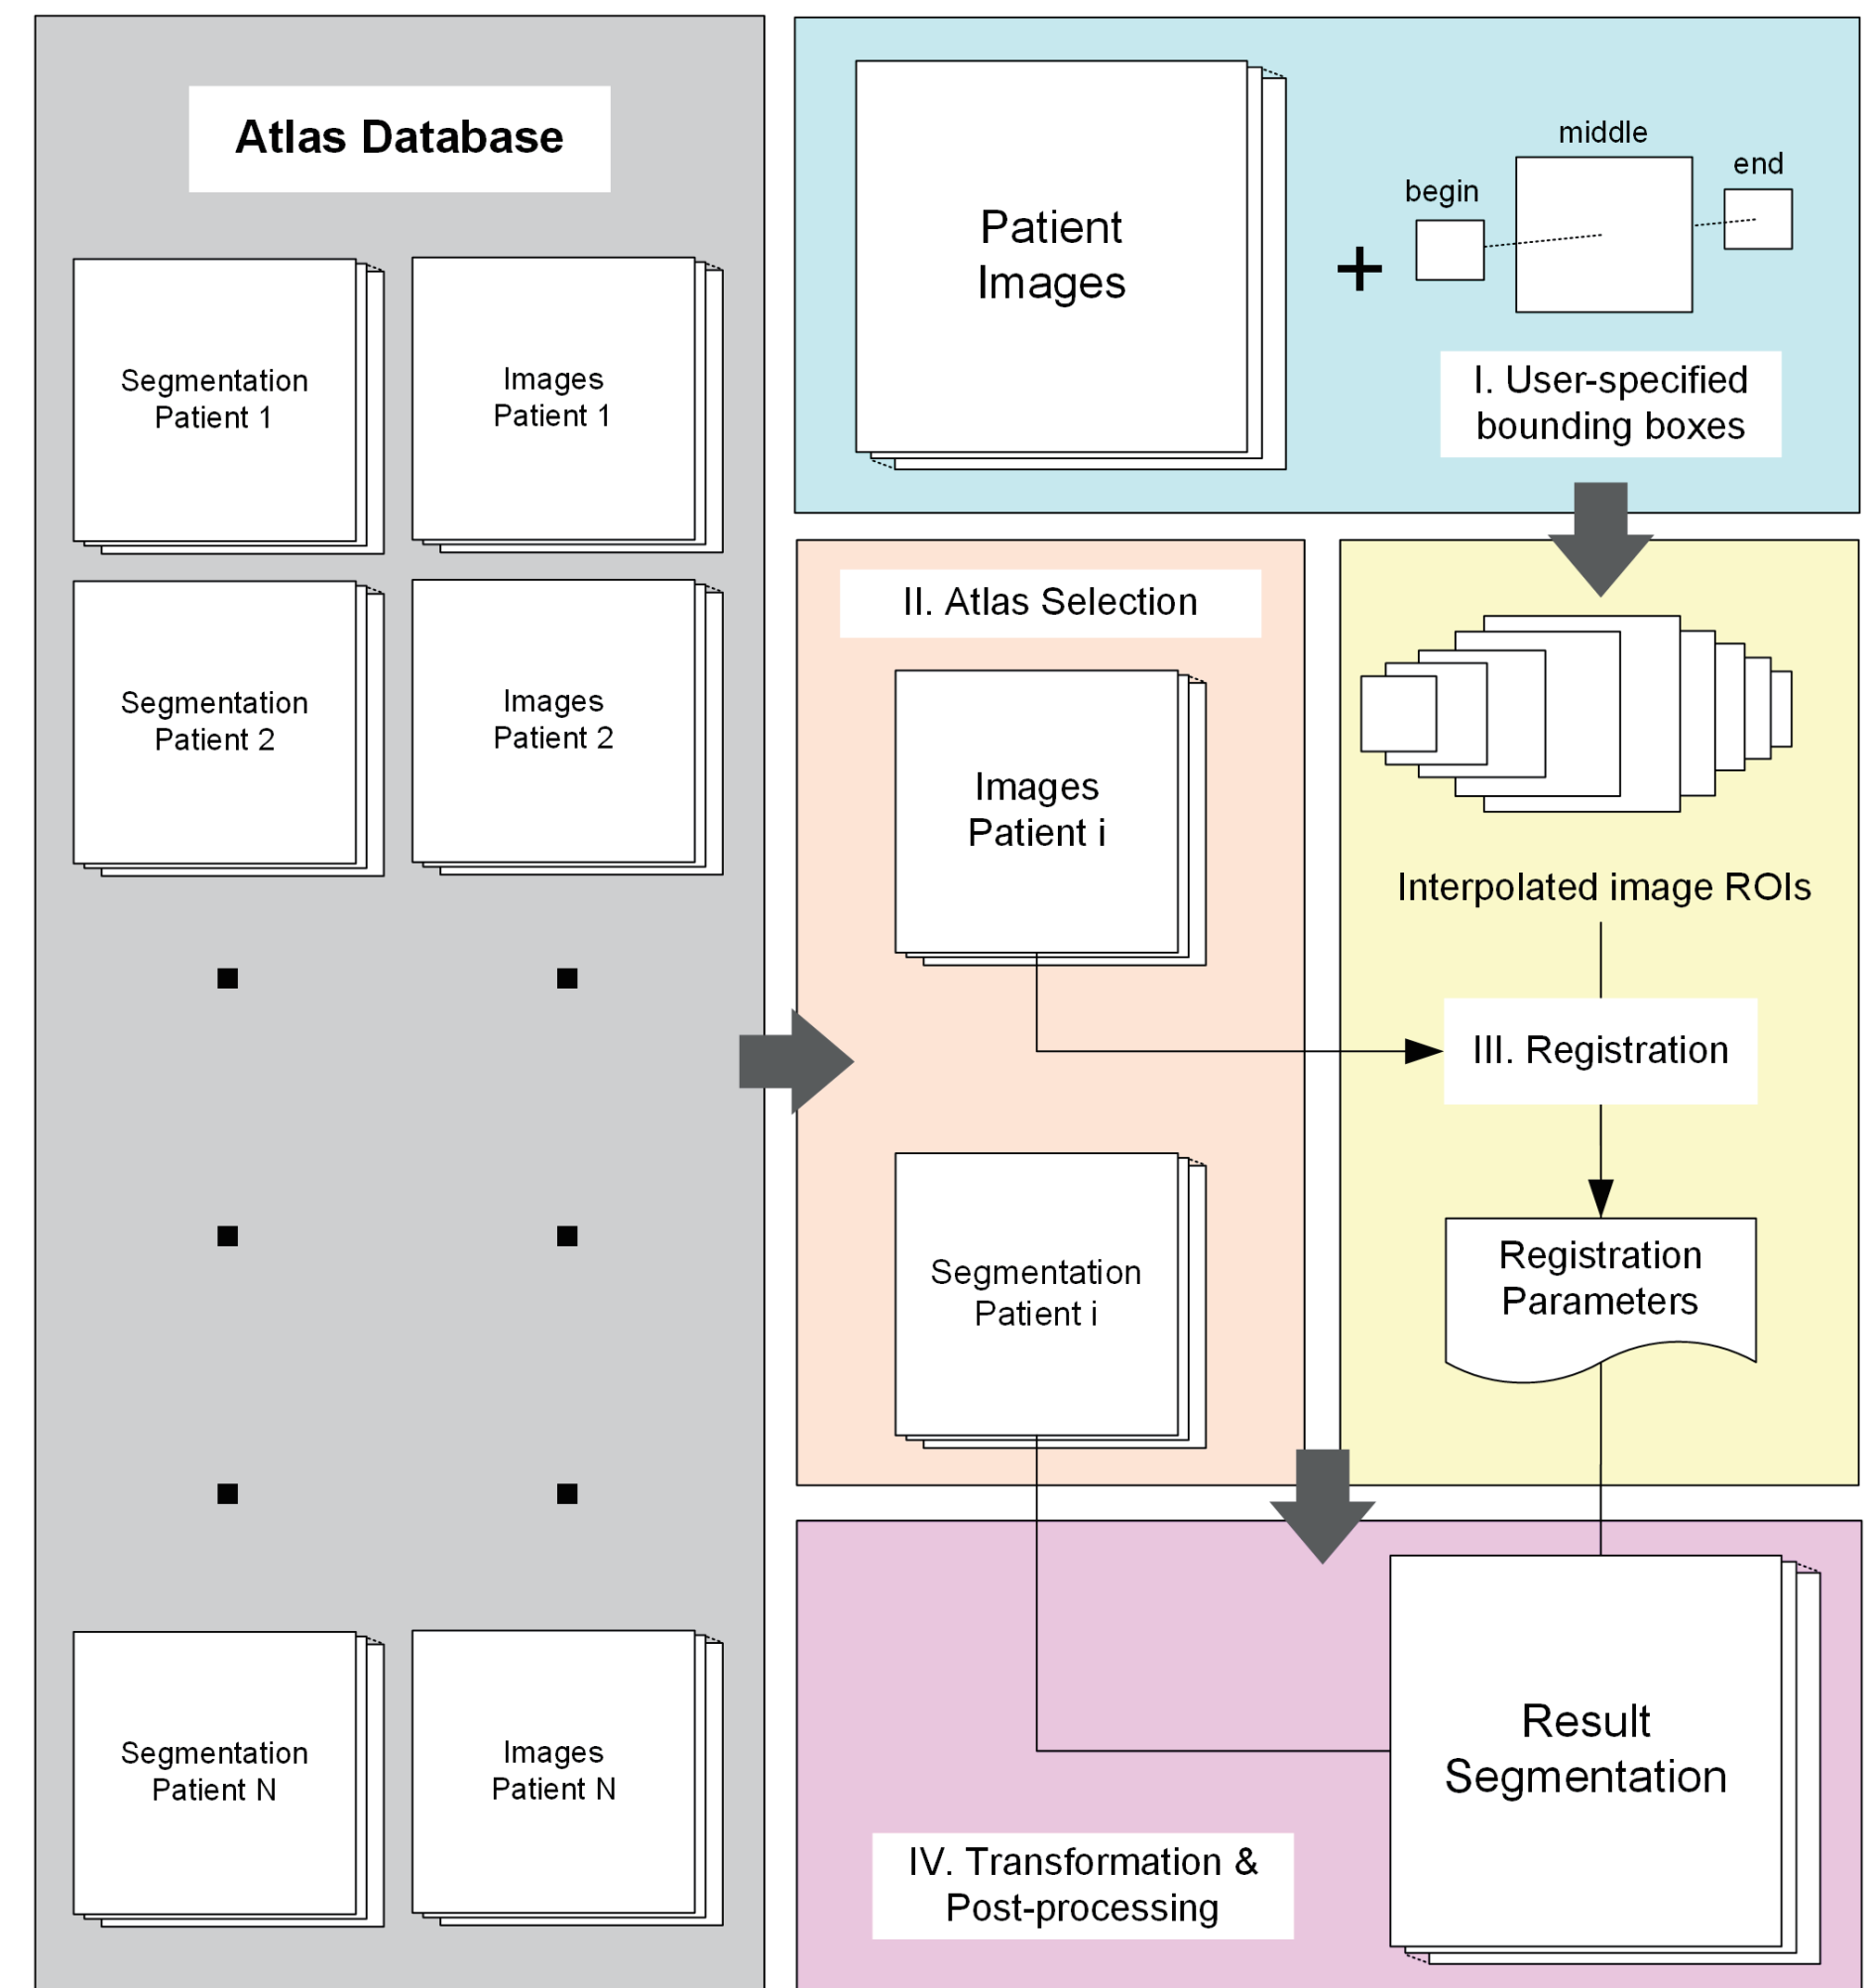 Atlas Database
Segmentation
Patient 1
Images
Patient 1
Segmentation
Patient 2
Images
Patient 2
Segmentation
Patient N
Images
Patient N
Patient
Images
+
begin
middle
end
I. User-specified
bounding boxes
II. Atlas Selection
Images
Patient i
Segmentation
Patient i
Interpolated image ROIs
III. Registration
Registration
Parameters
Result
Segmentation
IV. Transformation &
Post-processing